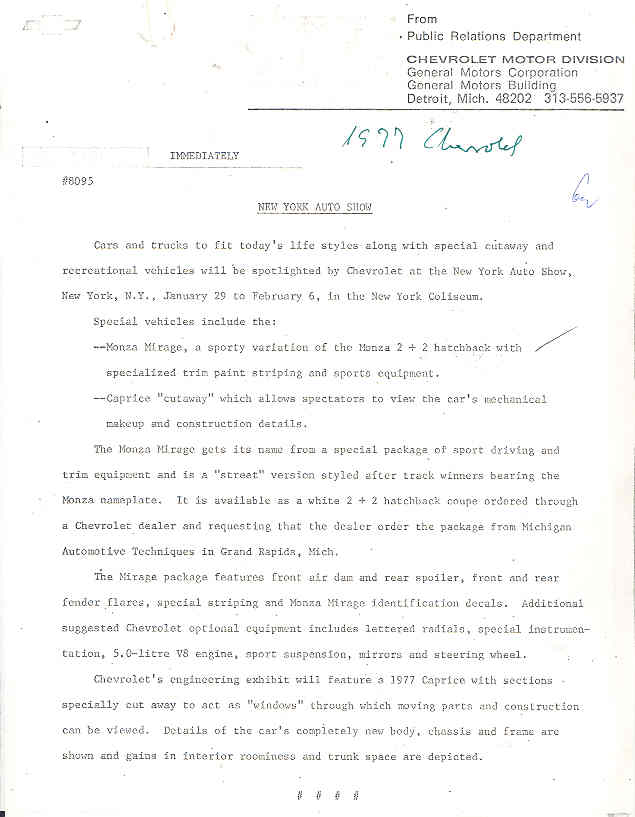 From
Public Relations Department
CHEVROLET MOTOR DIVISION
General Motors Corporation
General Motors Building
Detroit, Mich. 48202 313-556-5937
1977 Chevrolet
IMMEDIATELY
#8095
NEW YORK AUTO SHOW
Cars and trucks to fit today's life styles along with special cutaway and
recreational vehicles will be spotlighted by Chevrolet at the New York Auto Show,
New York, N.Y., January 29 to February 6, in the New York Coliseum.
Special vehicles include the:
--Monza Mirage, a sporty variation of the Monza 2 + 2 hatchback with
specialized trim paint striping and sports equipment.
--Caprice "cutaway" which allows spectators to view the car's mechanical
makeup and construction details.
The Monza Mirage gets its name from a special package of sport driving and
trim equipment and is a "street" version styled after track winners bearing the
Monza nameplate. It is available as a white 2 + 2 hatchback coupe ordered through
a Chevrolet dealer and requesting that the dealer order the package from Michigan
Automotive Techniques in Grand Rapids, Mich.
The Mirage package features front air dam and rear spoiler, front and rear
fender flares, special striping and Monza Mirage identification decals. Additional
suggested Chevrolet optional equipment includes lettered radials, special instrumen-
tation, 5.0-litre V8 engine, sport suspension, mirrors and steering wheel.
Chevrolet's engineering exhibit will feature a 1977 Caprice with sections
specially cut away to act as "windows" through which moving parts and construction
can be viewed. Details of the car's completely new body, chassis and frame are
shown and gains in interior roominess and trunk space are depicted.
# # # #